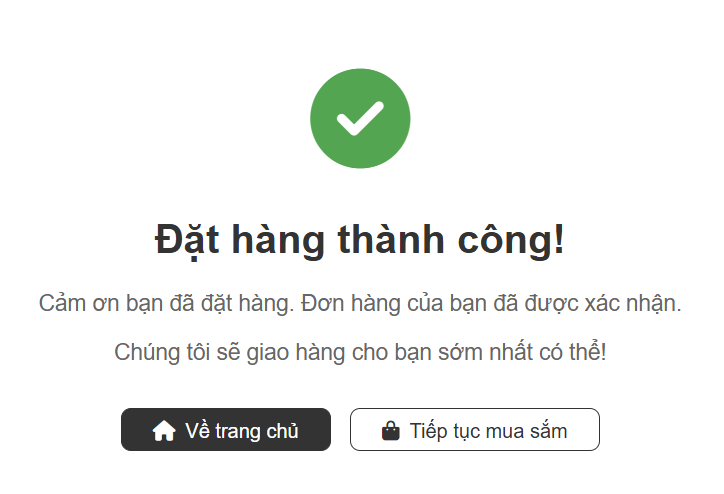 Đặt hàng thành công!
Cảm ơn bạn đã đặt hàng. Đơn hàng của bạn đã được xác nhận.
Chúng tôi sẽ giao hàng cho bạn sớm nhất có thể!
Về trang chủ
Tiếp tục mua sắm